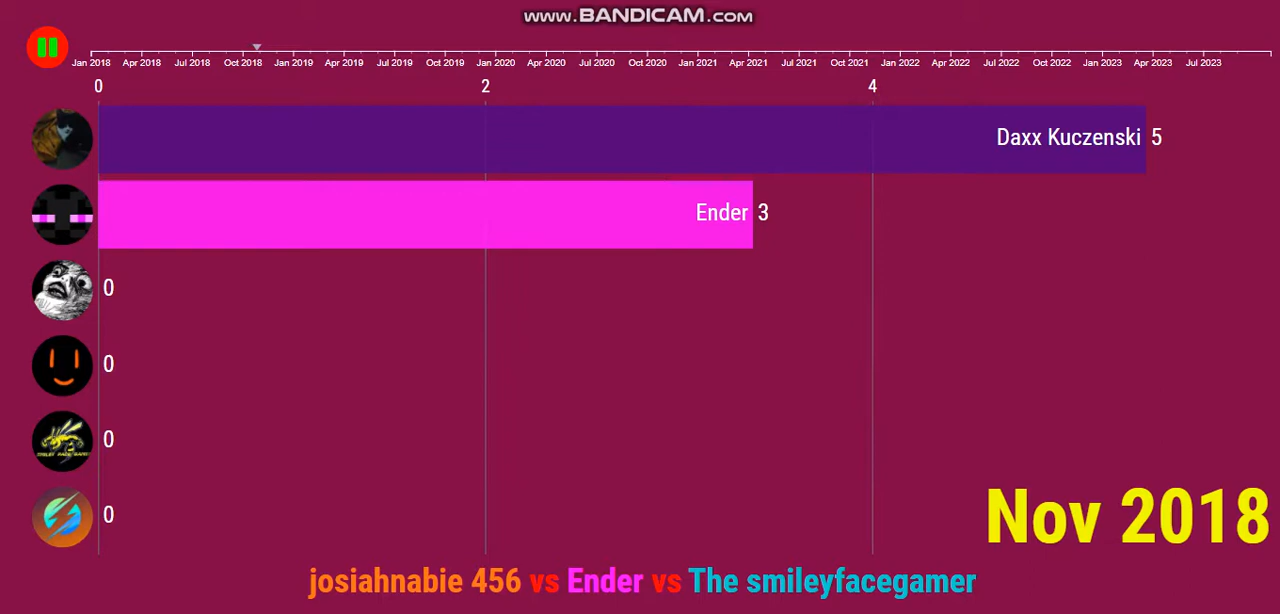 www.BANDICAM.com
Jan 2018 Apr 2018 Jul 2018 Oct 2018 Jan 2019 Apr 2019 Jul 2019 Oct 2019 Jan 2020 Apr 2020 Jul 2020 Oct 2020 Jan 2021 Apr 2021 Jul 2021 Oct 2021 Jan 2022 Apr 2022 Jul 2022 Oct 2022 Jan 2023 Apr 2023 Jul 2023
0 2 4
Daxx Kuczenski 5
Ender 3
0
0
0
0
Nov 2018
josiahnabie 456 vs Ender vs The smileyfacegamer